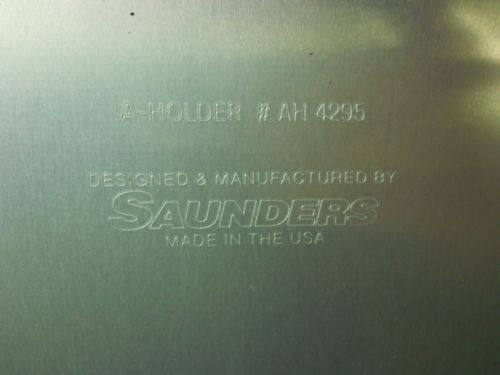 A-HOLDER # AH 4295
DESIGNED & MANUFACTURED BY
SAUNDERS
MADE IN THE USA